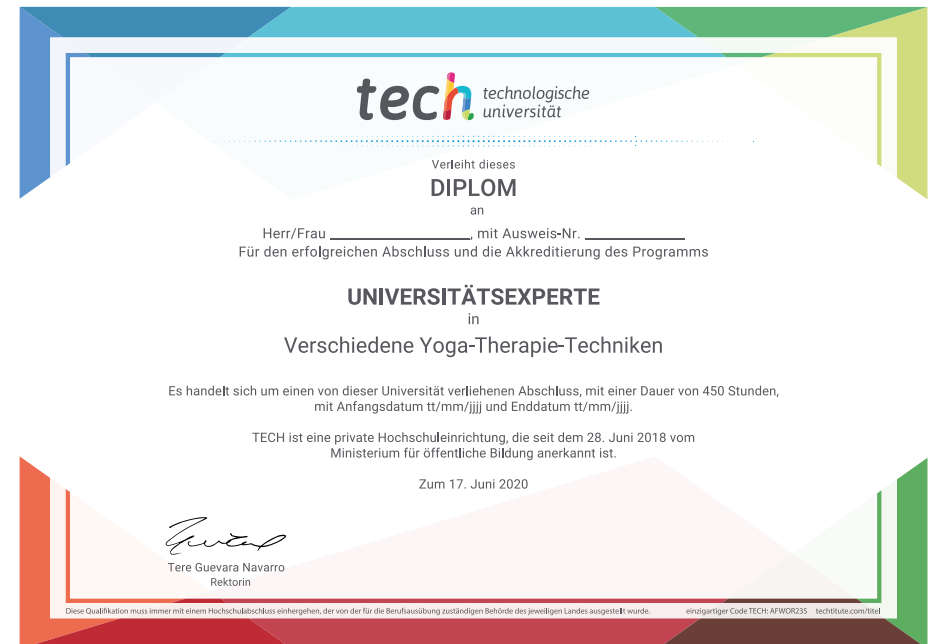 tech technologische
universität
Verleiht dieses
DIPLOM
an
Herr/Frau ____________, mit Ausweis-Nr. ____________
Für den erfolgreichen Abschluss und die Akkreditierung des Programms
UNIVERSITÄTSEXPERTE
in
Verschiedene Yoga-Therapie-Techniken
Es handelt sich um einen von dieser Universität verliehenen Abschluss, mit einer Dauer von 450 Stunden,
mit Anfangsdatum tt/mm/jjjj und Enddatum tt/mm/jjjj.
TECH ist eine private Hochschuleinrichtung, die seit dem 28. Juni 2018 vom
Ministerium für öffentliche Bildung anerkannt ist.
Zum 17. Juni 2020
Tere Guevara Navarro
Rektorin
Diese Qualifikation muss immer mit einem Hochschulabschluss einhergehen, der von der für die Berufsausübung zuständigen Behörde des jeweiligen Landes ausgestellt wurde. einzigartiger Code TECH: AFWOR235 techtitute.com/titel